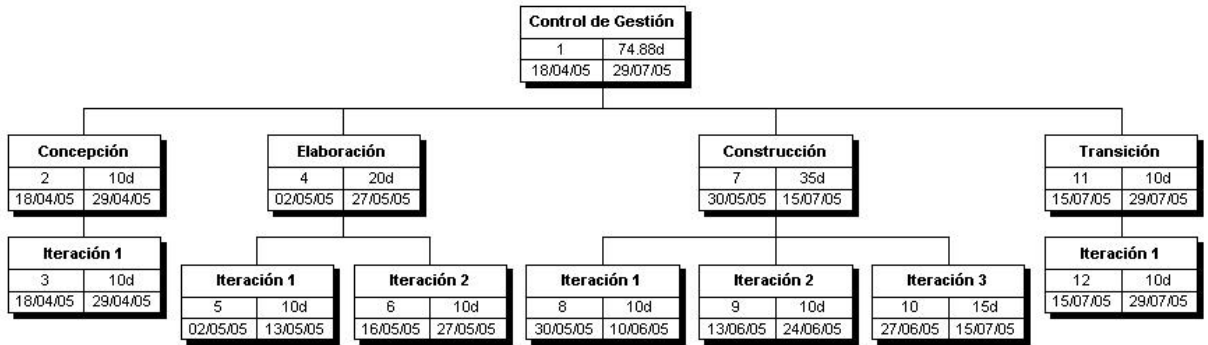 Control de Gestión
1 74.88d
18/04/05 29/07/05
Concepción
2 10d
18/04/05 29/04/05
Elaboración
4 20d
02/05/05 27/05/05
Construcción
7 35d
30/05/05 15/07/05
Transición
11 10d
15/07/05 29/07/05
Iteración 1
3 10d
18/04/05 29/04/05
Iteración 1
5 10d
02/05/05 13/05/05
Iteración 2
6 10d
16/05/05 27/05/05
Iteración 1
8 10d
30/05/05 10/06/05
Iteración 2
9 10d
13/06/05 24/06/05
Iteración 3
10 15d
27/06/05 15/07/05
Iteración 1
12 10d
15/07/05 29/07/05